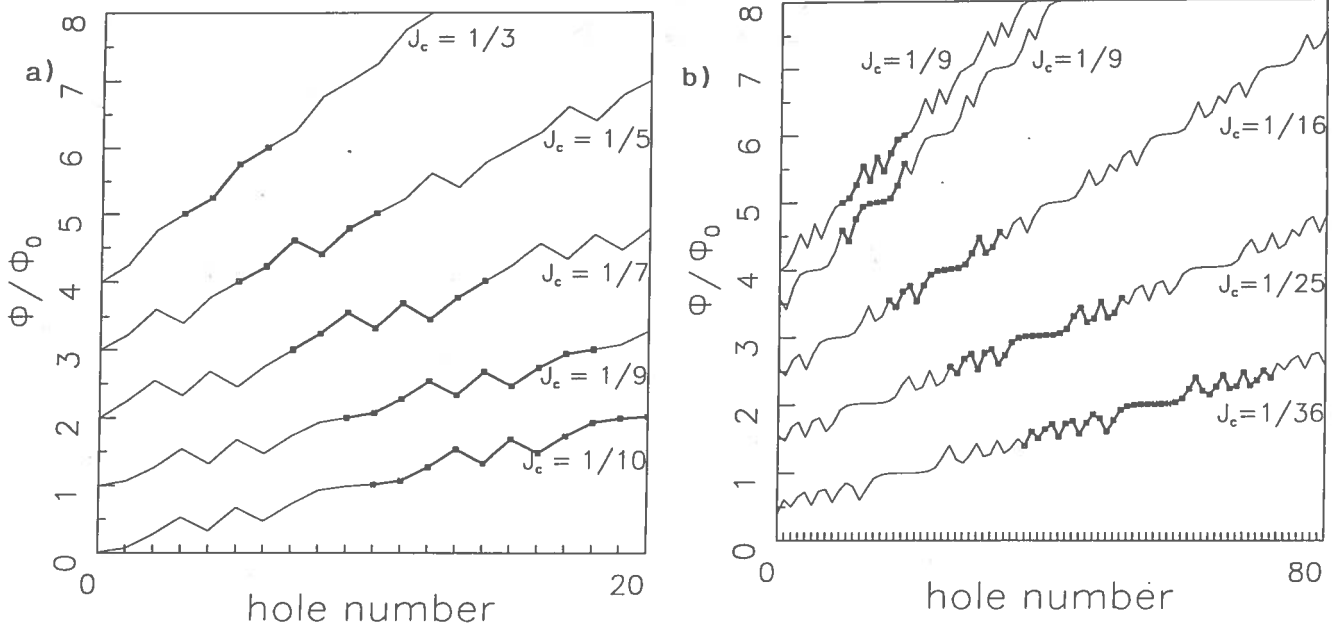 a)
8
7
6
5
4
3
2
1
0
Φ/Φ₀
J_c = 1/3
J_c = 1/5
J_c = 1/7
J_c = 1/9
J_c = 1/10
0 20
hole number
b)
8
7
6
5
4
3
2
1
0
Φ/Φ₀
J_c=1/9
J_c=1/9
J_c=1/16
J_c=1/25
J_c=1/36
0 80
hole number